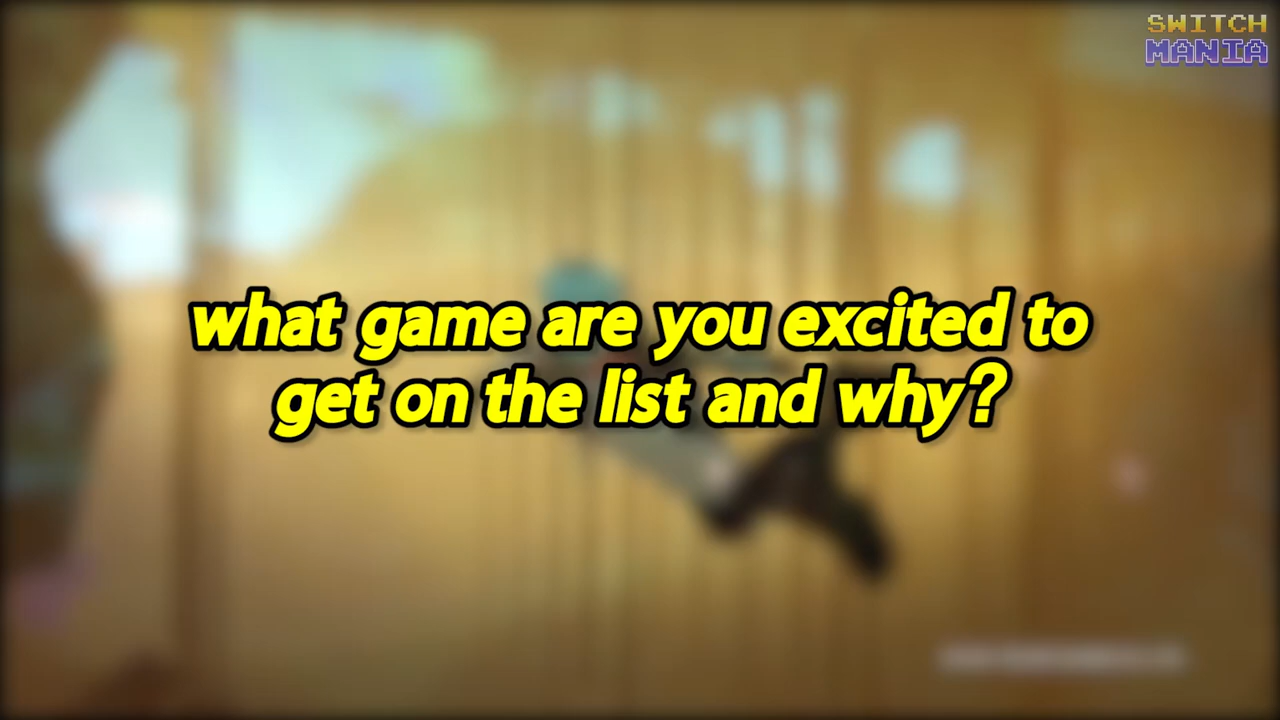 SWITCH
MANIA
what game are you excited to
get on the list and why?